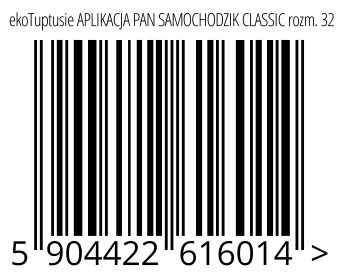 ekoTuptusie APLIKACJA PAN SAMOCHODZIK CLASSIC rozm. 32
5 904422 616014 >